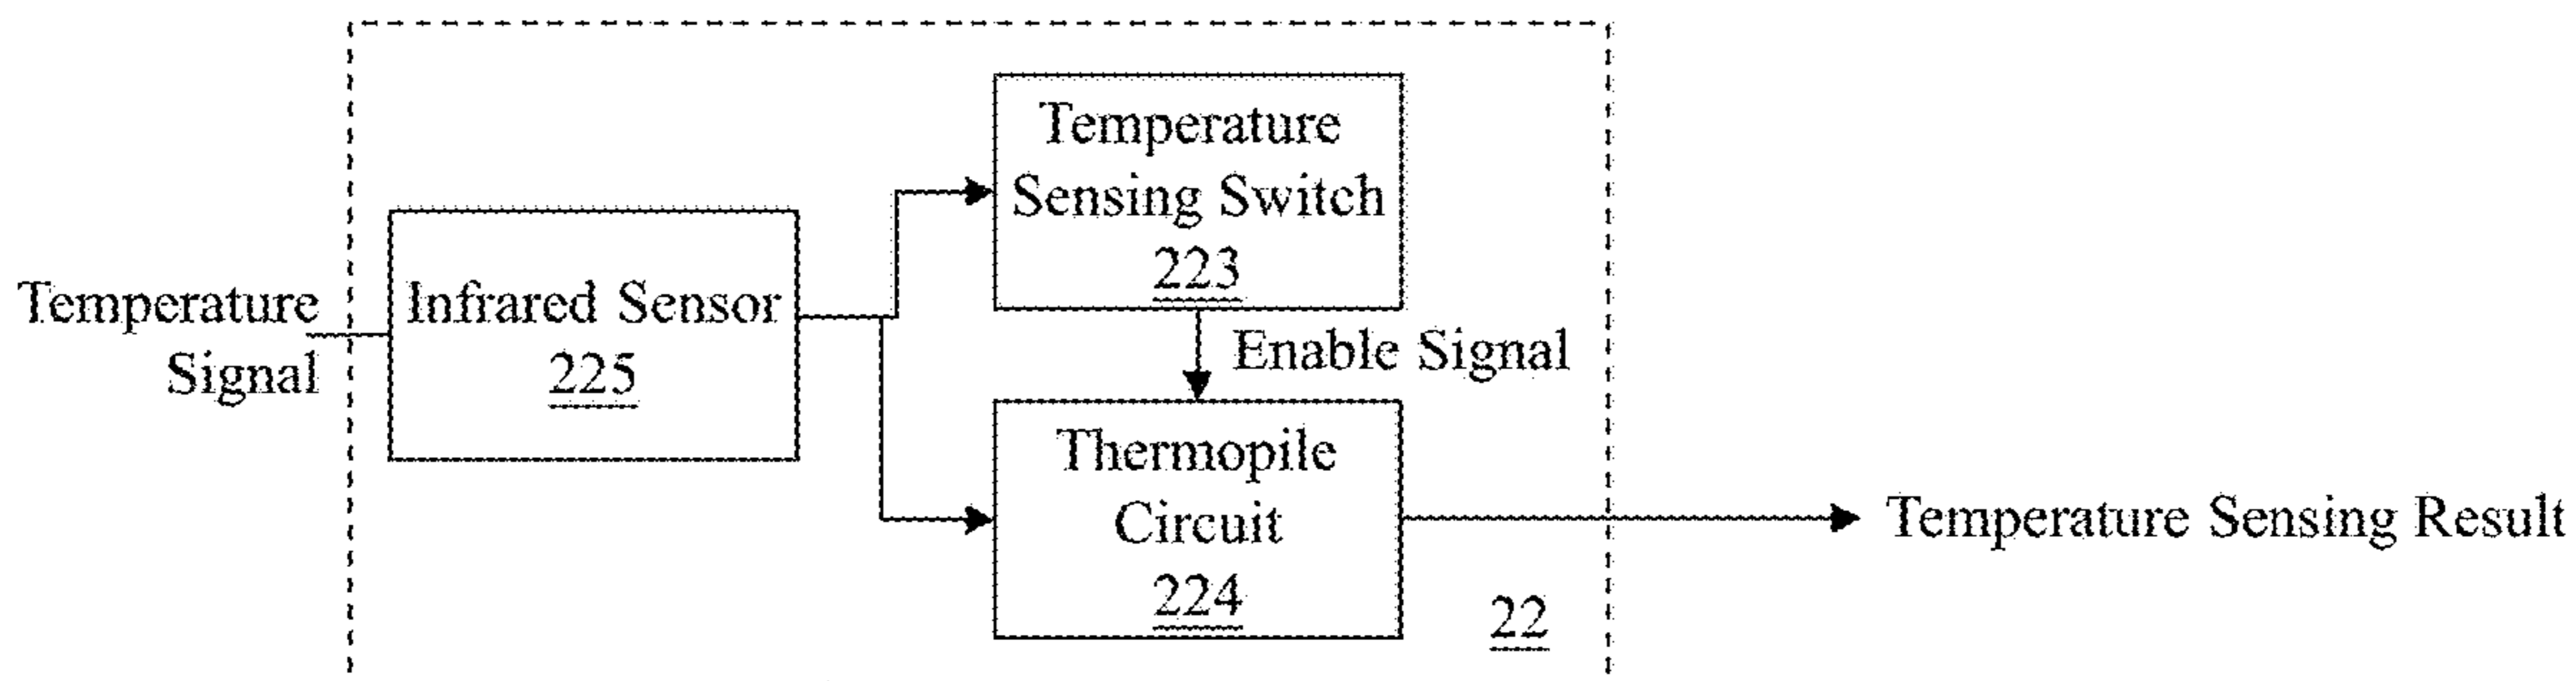 Temperature
Signal
Infrared Sensor
225
Temperature
Sensing Switch
223
Enable Signal
Thermopile
Circuit
224
22
Temperature Sensing Result